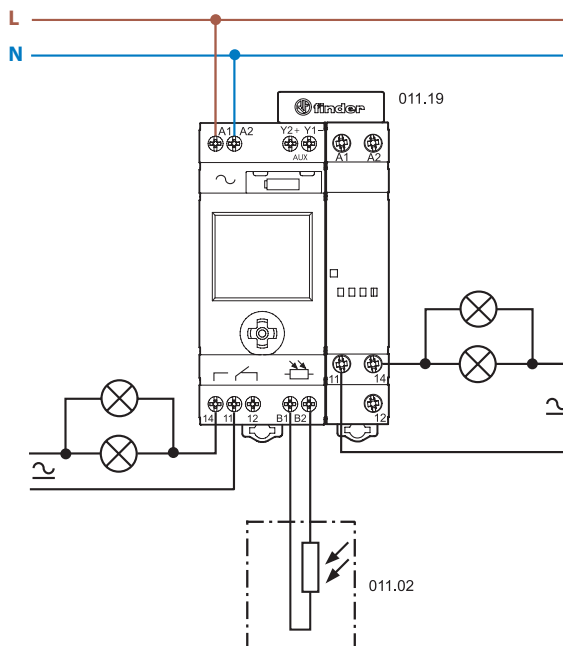 L
N
finder
011.19
A1 A2 Y2+ Y1-
AUX
A1 A2
14 11 12
B1 B2
11 14
12
011.02